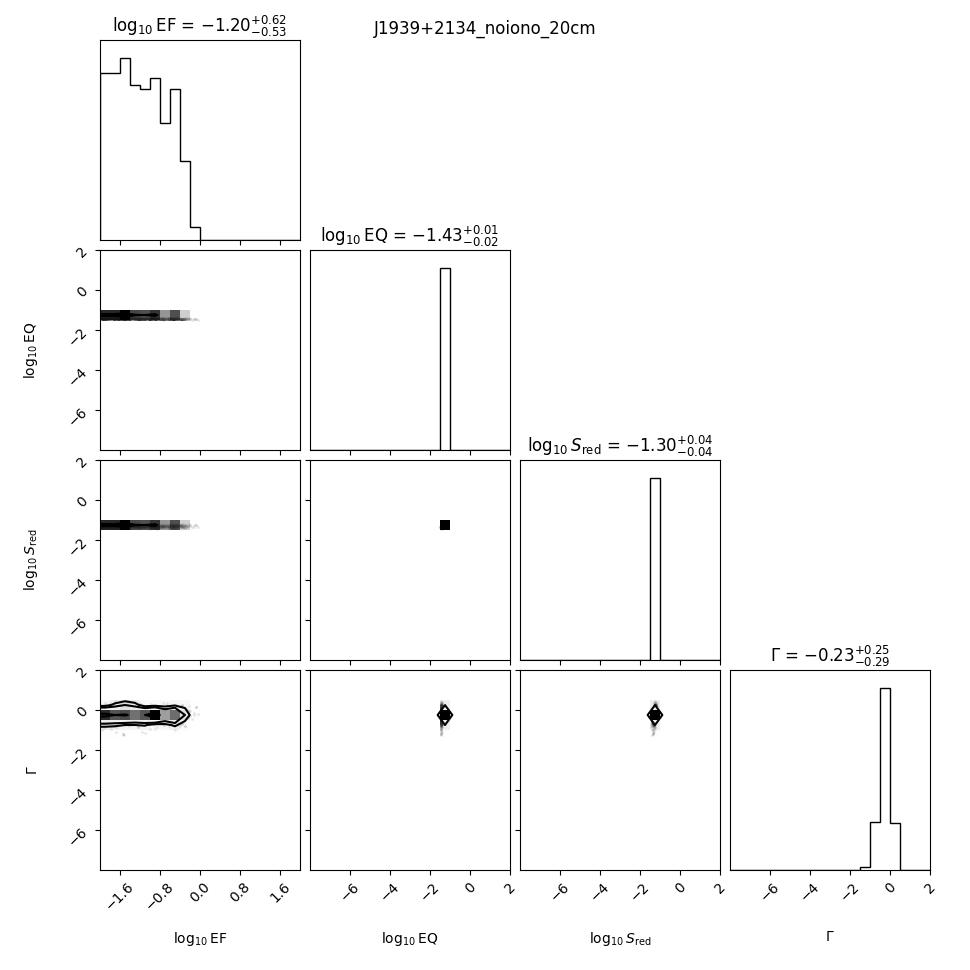 J1939+2134_noiono_20cm
log₁₀ EF = −1.20+0.62 −0.53
log₁₀ EQ = −1.43+0.01 −0.02
2
0
−2
−4
−6
log₁₀ EQ
log₁₀ S_red = −1.30+0.04 −0.04
2
0
−2
−4
−6
log₁₀ S_red
Γ = −0.23+0.25 −0.29
2
0
−2
−4
−6
Γ
−1.6 −0.8 0.0 0.8 1.6 −6 −4 −2 0 2 −6 −4 −2 0 2 −6 −4 −2 0 2
log₁₀ EF log₁₀ EQ log₁₀ S_red Γ